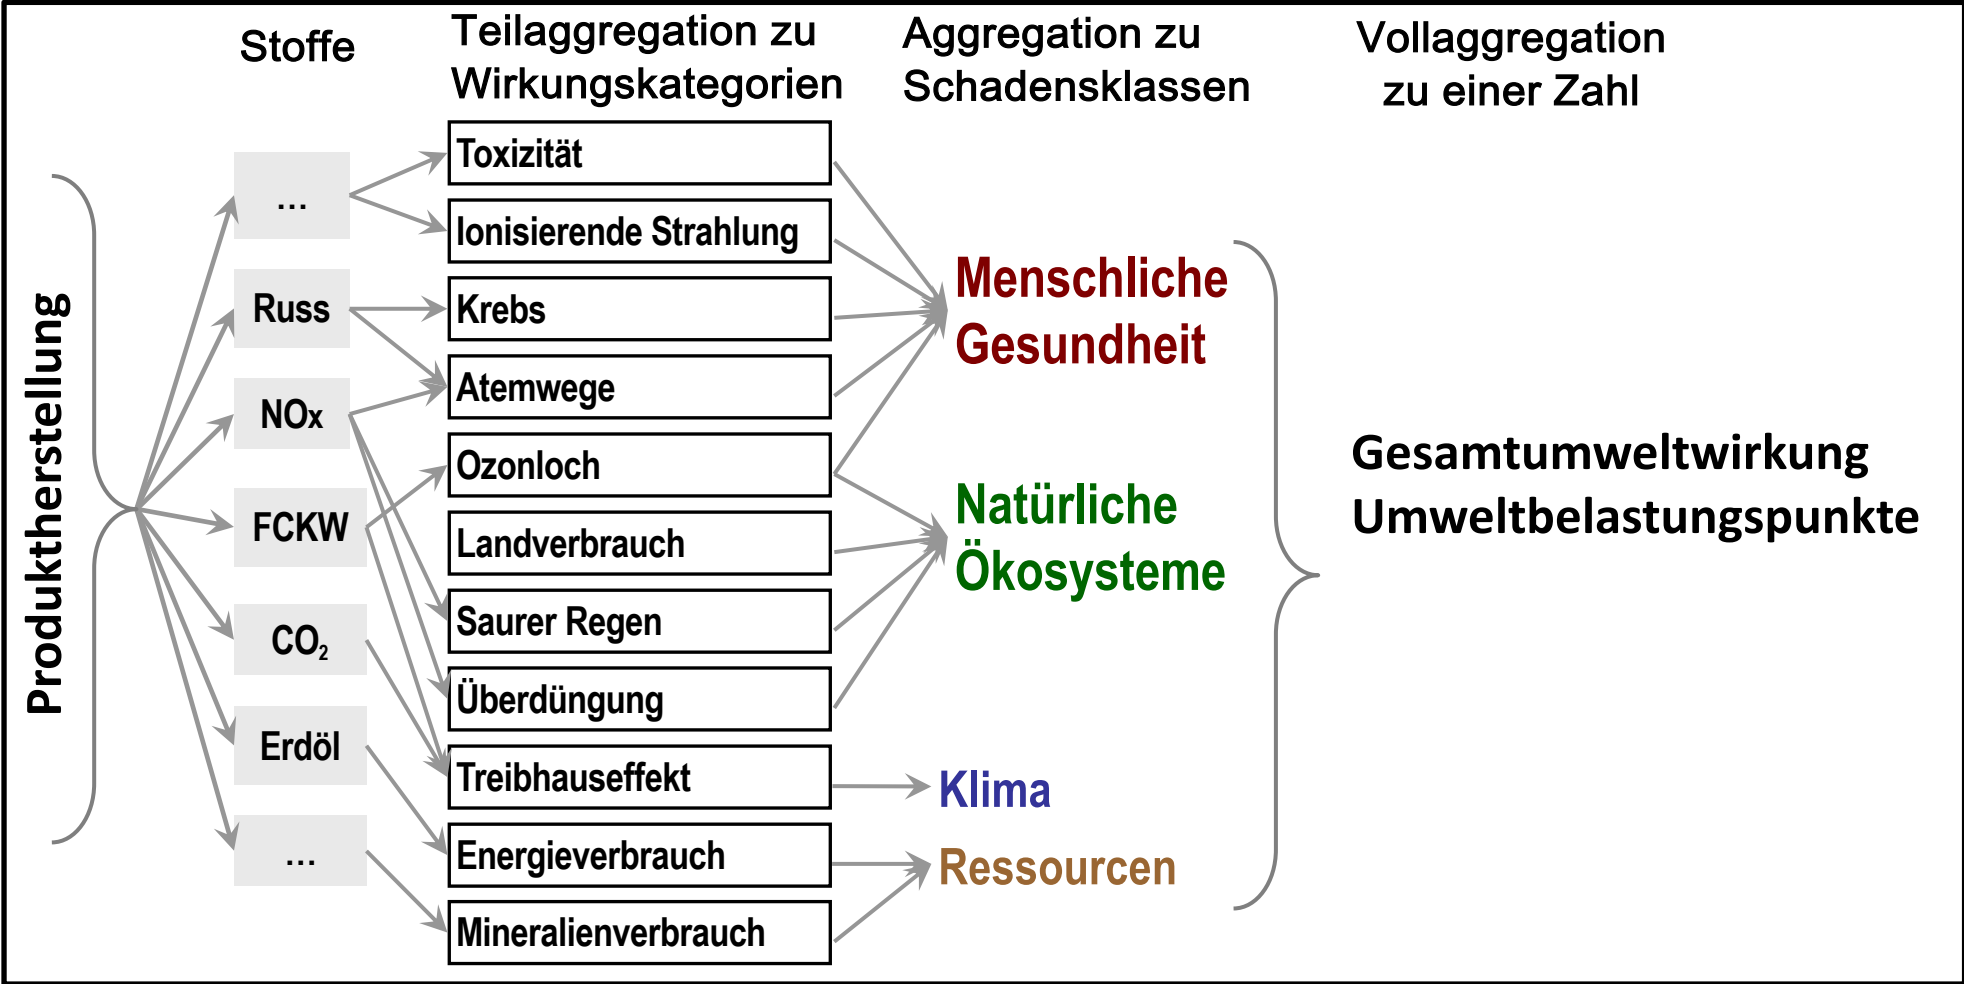 Stoffe
Teilaggregation zu
Wirkungskategorien
Aggregation zu
Schadensklassen
Vollaggregation
zu einer Zahl
Produktherstellung
...
Russ
NOx
FCKW
CO₂
Erdöl
...
Toxizität
Ionisierende Strahlung
Krebs
Atemwege
Ozonloch
Landverbrauch
Saurer Regen
Überdüngung
Treibhauseffekt
Energieverbrauch
Mineralienverbrauch
Menschliche
Gesundheit
Natürliche
Ökosysteme
Klima
Ressourcen
Gesamtumweltwirkung
Umweltbelastungspunkte